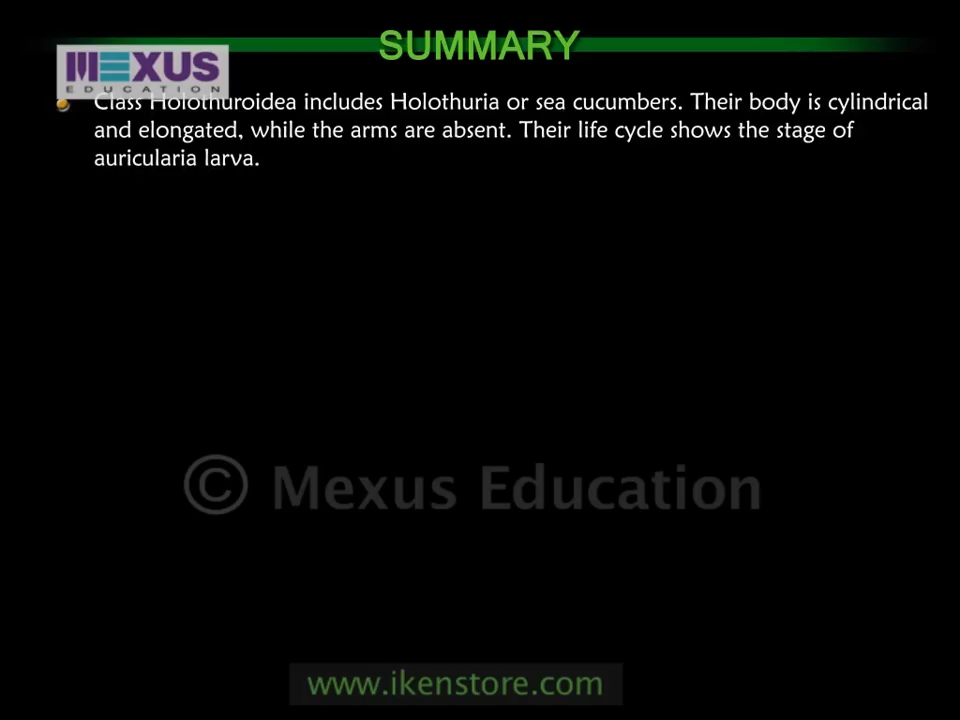 SUMMARY
MEXUS
EDUCATION
Class Holothuroidea includes Holothuria or sea cucumbers. Their body is cylindrical
and elongated, while the arms are absent. Their life cycle shows the stage of
auricularia larva.
© Mexus Education
www.ikenstore.com